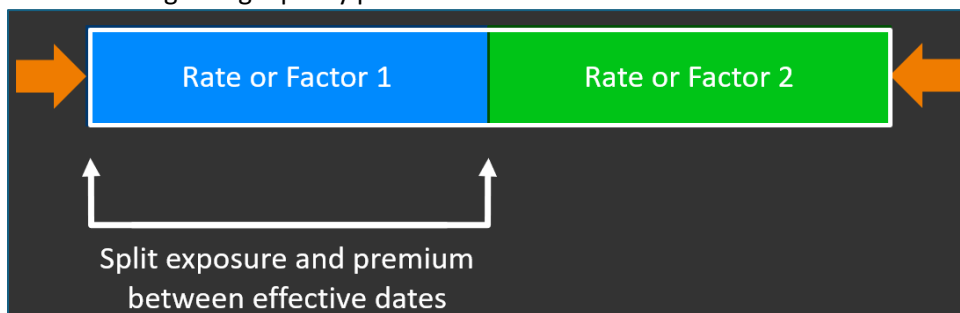 Rate or Factor 1
Rate or Factor 2
Split exposure and premium
between effective dates